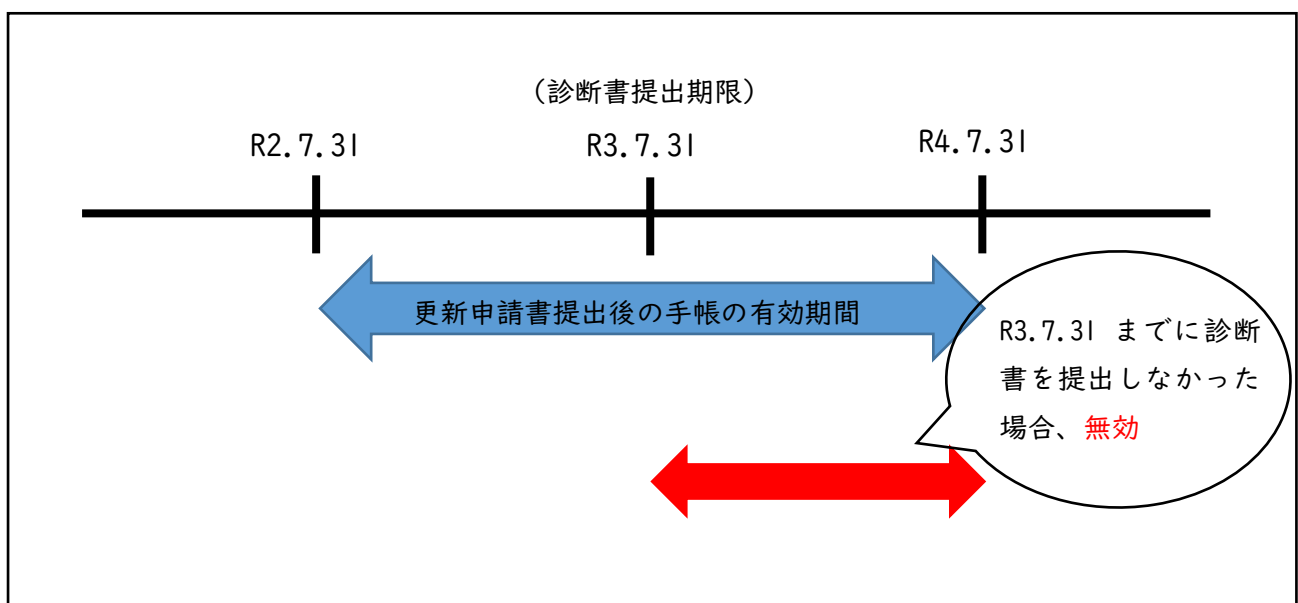 （診断書提出期限）
R2.7.31
R3.7.31
R4.7.31
更新申請書提出後の手帳の有効期間
R3.7.31 までに診断
書を提出しなかった
場合、無効